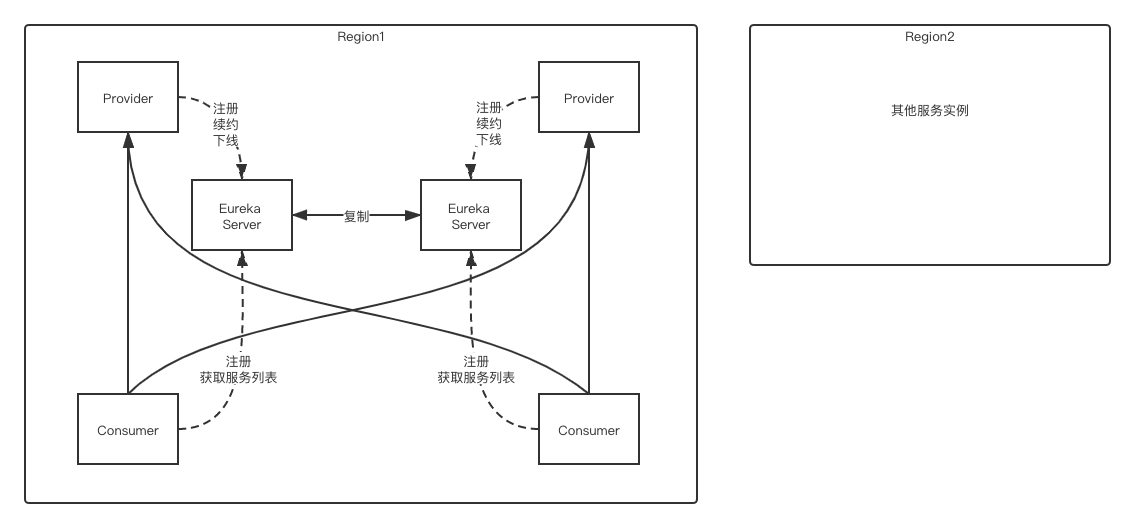 Region1
Region2
Provider
Provider
注册
续约
下线
注册
续约
下线
其他服务实例
Eureka
Server
复制
Eureka
Server
注册
获取服务列表
注册
获取服务列表
Consumer
Consumer